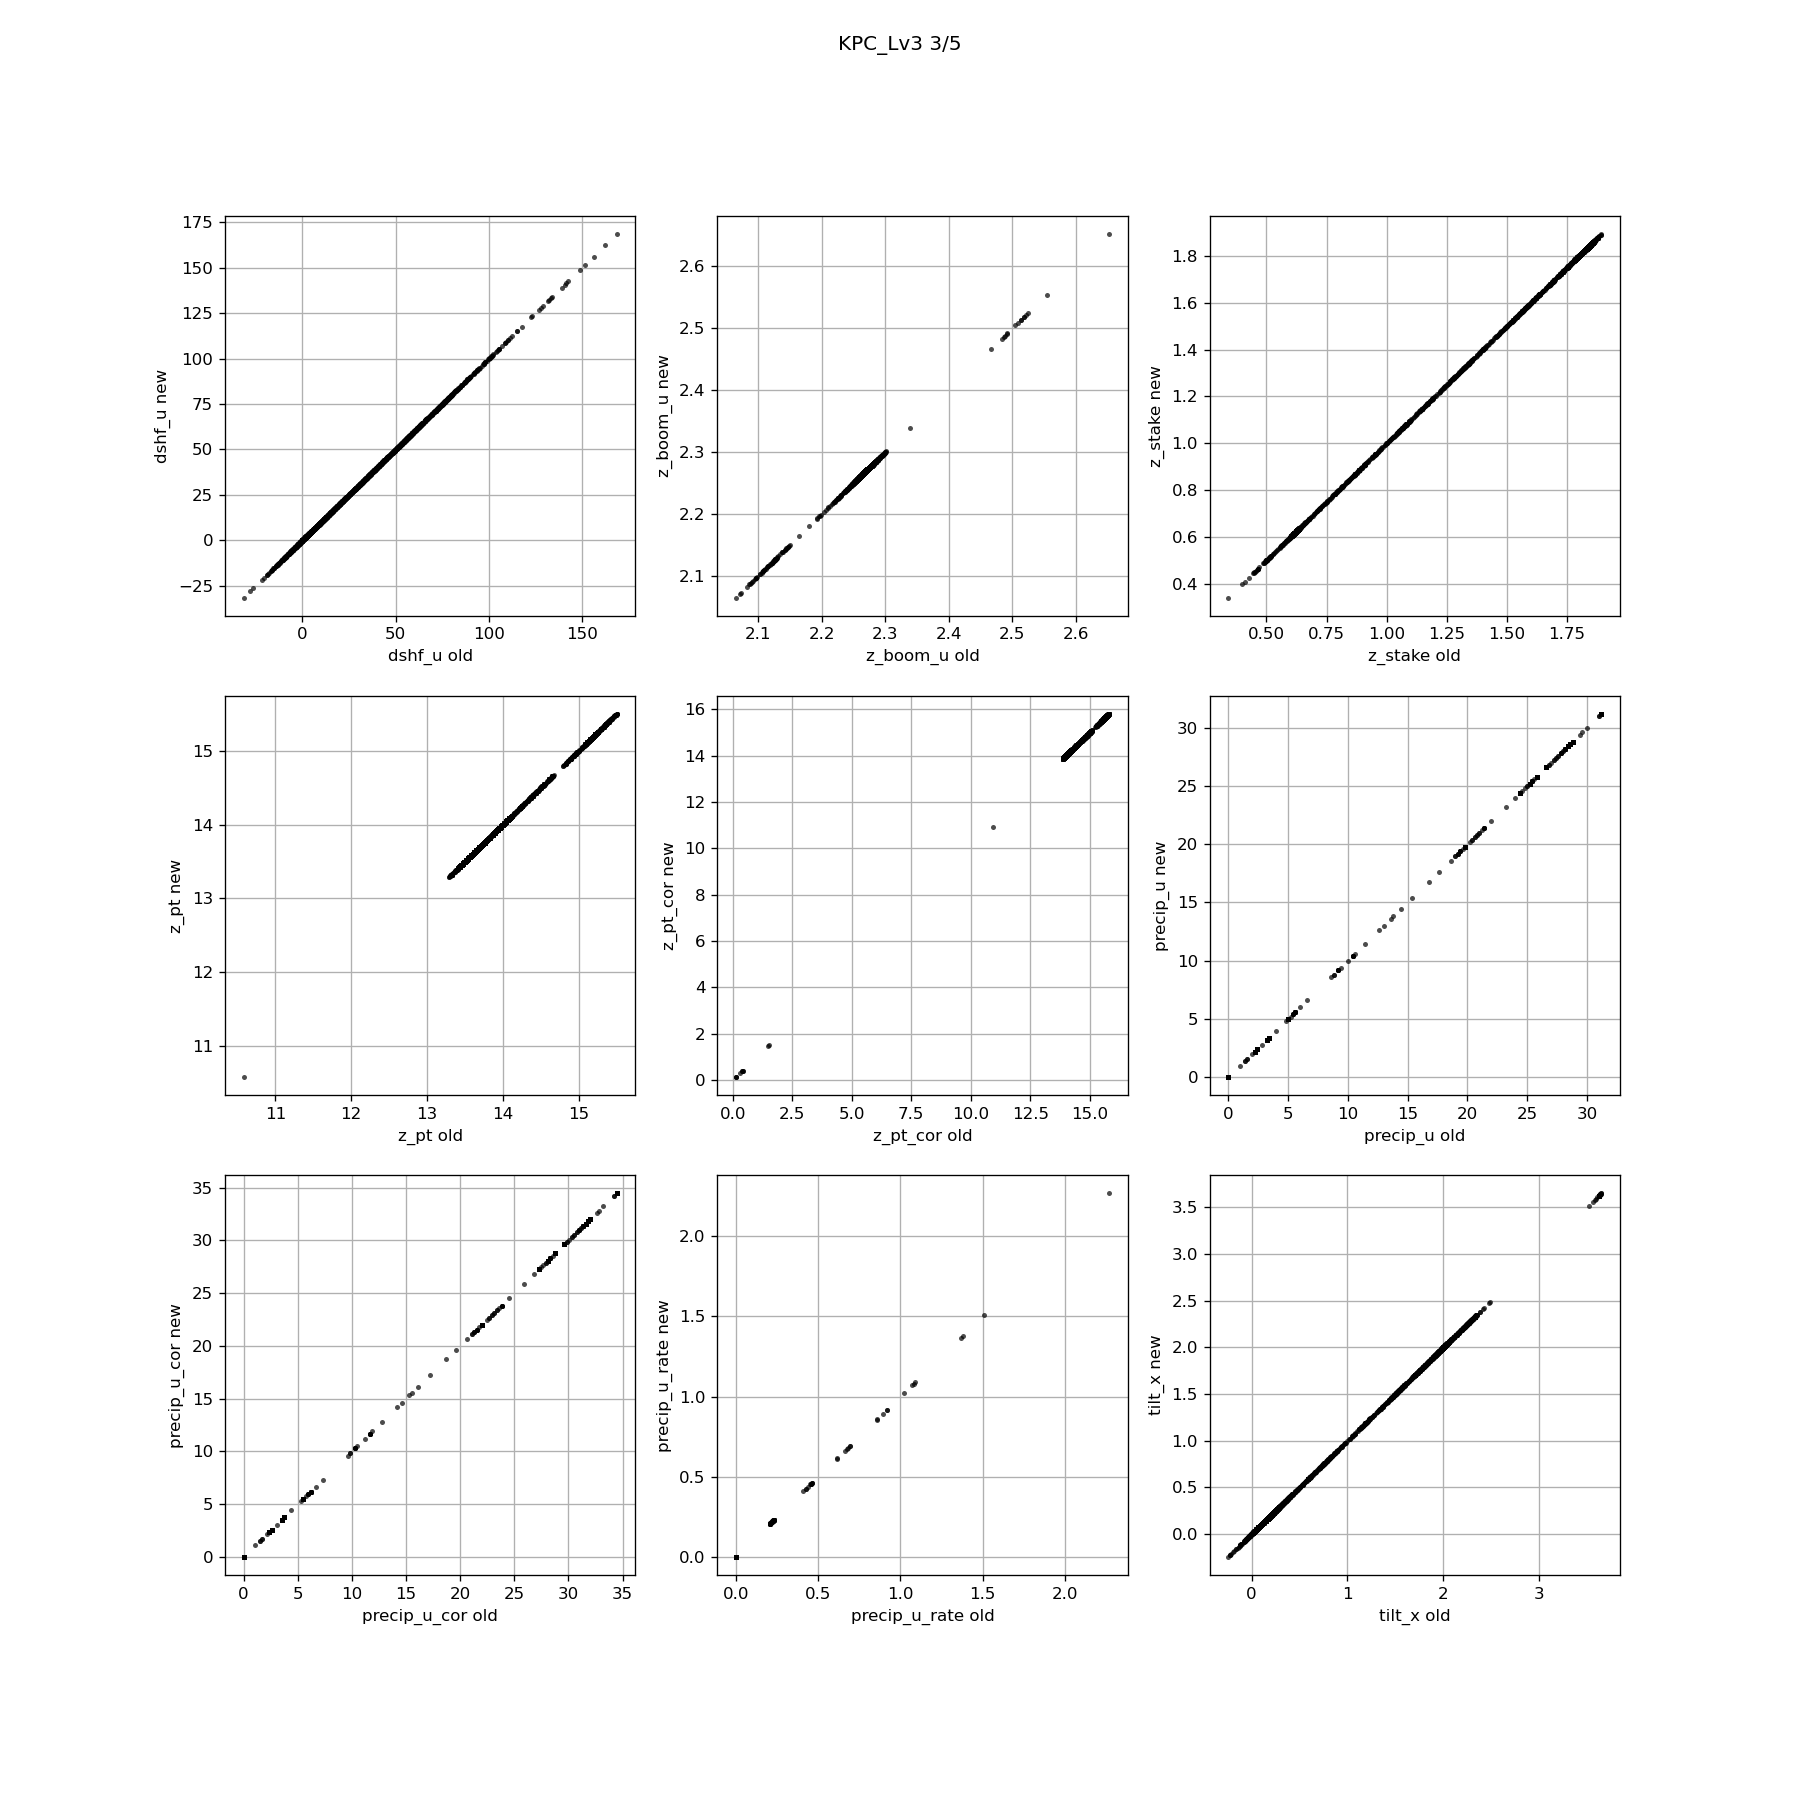 KPC_Lv3 3/5
175
150
125
100
75
50
25
0
−25
dshf_u new
0 50 100 150
dshf_u old
2.6
2.5
2.4
2.3
2.2
2.1
z_boom_u new
2.1 2.2 2.3 2.4 2.5 2.6
z_boom_u old
1.8
1.6
1.4
1.2
1.0
0.8
0.6
0.4
z_stake new
0.50 0.75 1.00 1.25 1.50 1.75
z_stake old
15
14
13
12
11
z_pt new
11 12 13 14 15
z_pt old
16
14
12
10
8
6
4
2
0
z_pt_cor new
0.0 2.5 5.0 7.5 10.0 12.5 15.0
z_pt_cor old
30
25
20
15
10
5
0
precip_u new
0 5 10 15 20 25 30
precip_u old
35
30
25
20
15
10
5
0
precip_u_cor new
0 5 10 15 20 25 30 35
precip_u_cor old
2.0
1.5
1.0
0.5
0.0
precip_u_rate new
0.0 0.5 1.0 1.5 2.0
precip_u_rate old
3.5
3.0
2.5
2.0
1.5
1.0
0.5
0.0
tilt_x new
0 1 2 3
tilt_x old